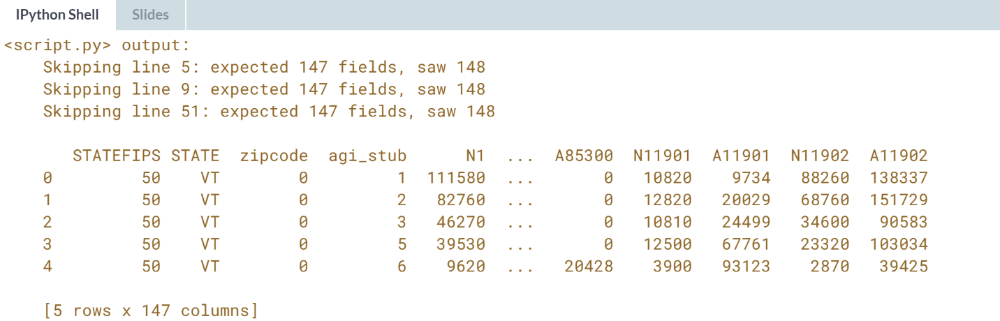 IPython Shell Slides
<script.py> output:
Skipping line 5: expected 147 fields, saw 148
Skipping line 9: expected 147 fields, saw 148
Skipping line 51: expected 147 fields, saw 148
STATEFIPS STATE zipcode agi_stub N1 ... A85300 N11901 A11901 N11902 A11902
0 50 VT 0 1 111580 ... 0 10820 9734 88260 138337
1 50 VT 0 2 82760 ... 0 12820 20029 68760 151729
2 50 VT 0 3 46270 ... 0 10810 24499 34600 90583
3 50 VT 0 5 39530 ... 0 12500 67761 23320 103034
4 50 VT 0 6 9620 ... 20428 3900 93123 2870 39425
[5 rows x 147 columns]